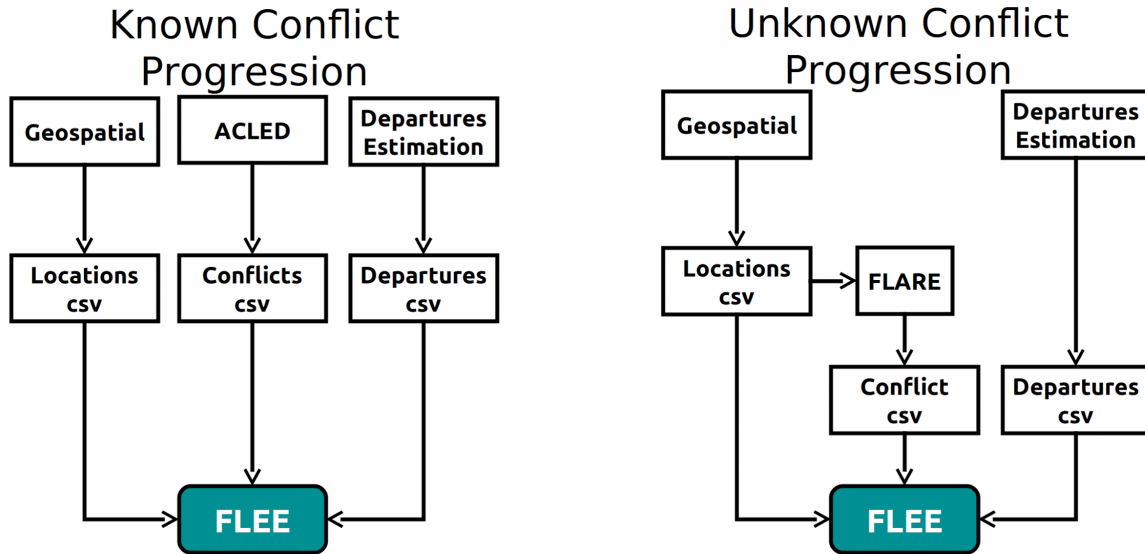 Known Conflict
Progression
Geospatial
ACLED
Departures
Estimation
Locations
csv
Conflicts
csv
Departures
csv
FLEE
Unknown Conflict
Progression
Geospatial
Departures
Estimation
Locations
csv
FLARE
Conflict
csv
Departures
csv
FLEE